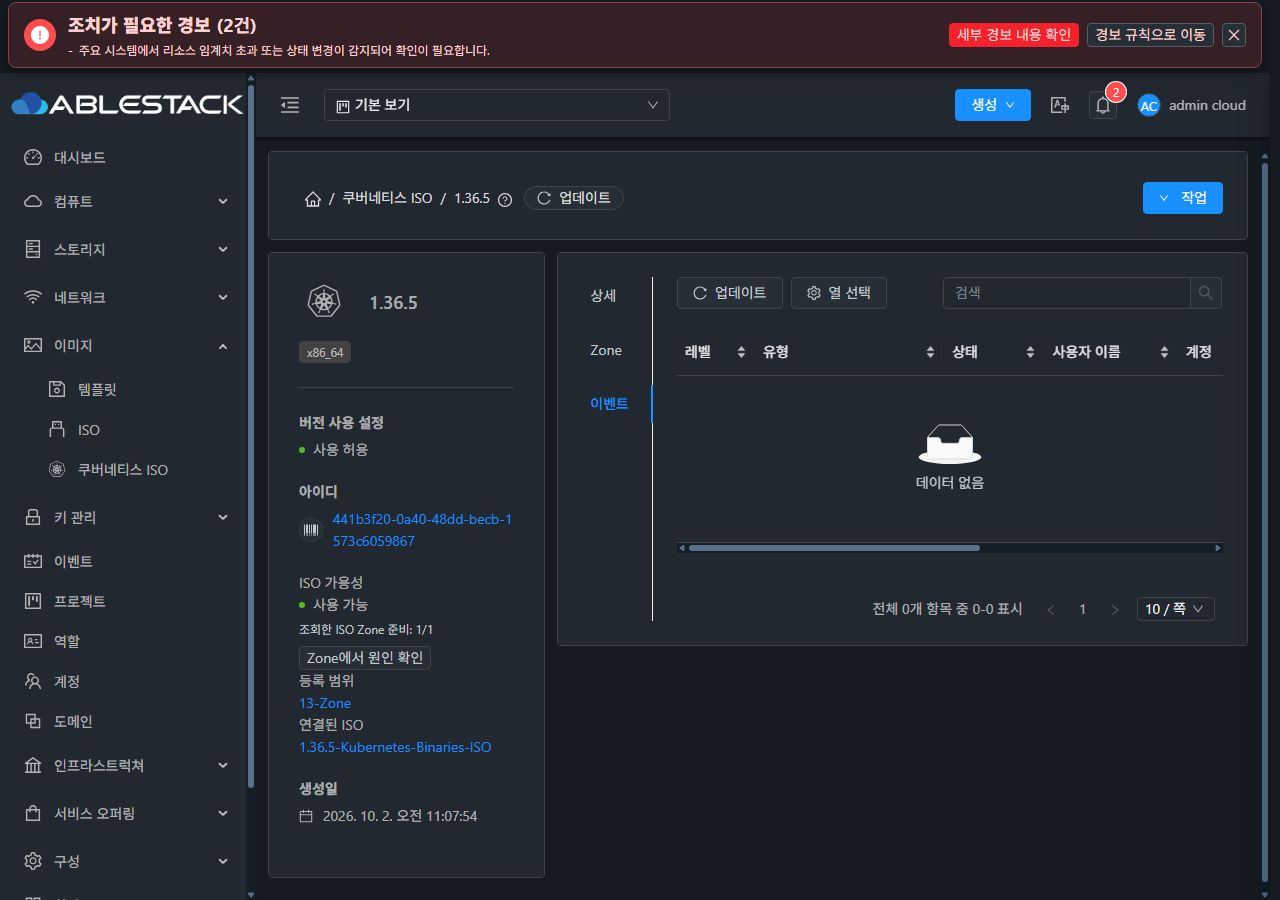 조치가 필요한 경보 (2건)
- 주요 시스템에서 리소스 임계치 초과 또는 상태 변경이 감지되어 확인이 필요합니다.
세부 경보 내용 확인
경보 규칙으로 이동
ABLESTACK
기본 보기
생성
2
AC
admin cloud
대시보드
컴퓨트
스토리지
네트워크
이미지
템플릿
ISO
쿠버네티스 ISO
키 관리
이벤트
프로젝트
역할
계정
도메인
인프라스트럭쳐
서비스 오퍼링
구성
/ 쿠버네티스 ISO / 1.36.5
업데이트
작업
1.36.5
x86_64
버전 사용 설정
사용 허용
아이디
441b3f20-0a40-48dd-becb-1
573c6059867
ISO 가용성
사용 가능
조회한 ISO Zone 준비: 1/1
Zone에서 원인 확인
등록 범위
13-Zone
연결된 ISO
1.36.5-Kubernetes-Binaries-ISO
생성일
2026. 10. 2. 오전 11:07:54
상세
Zone
이벤트
업데이트
열 선택
검색
레벨 유형 상태 사용자 이름 계정
데이터 없음
전체 0개 항목 중 0-0 표시
1
10 / 쪽